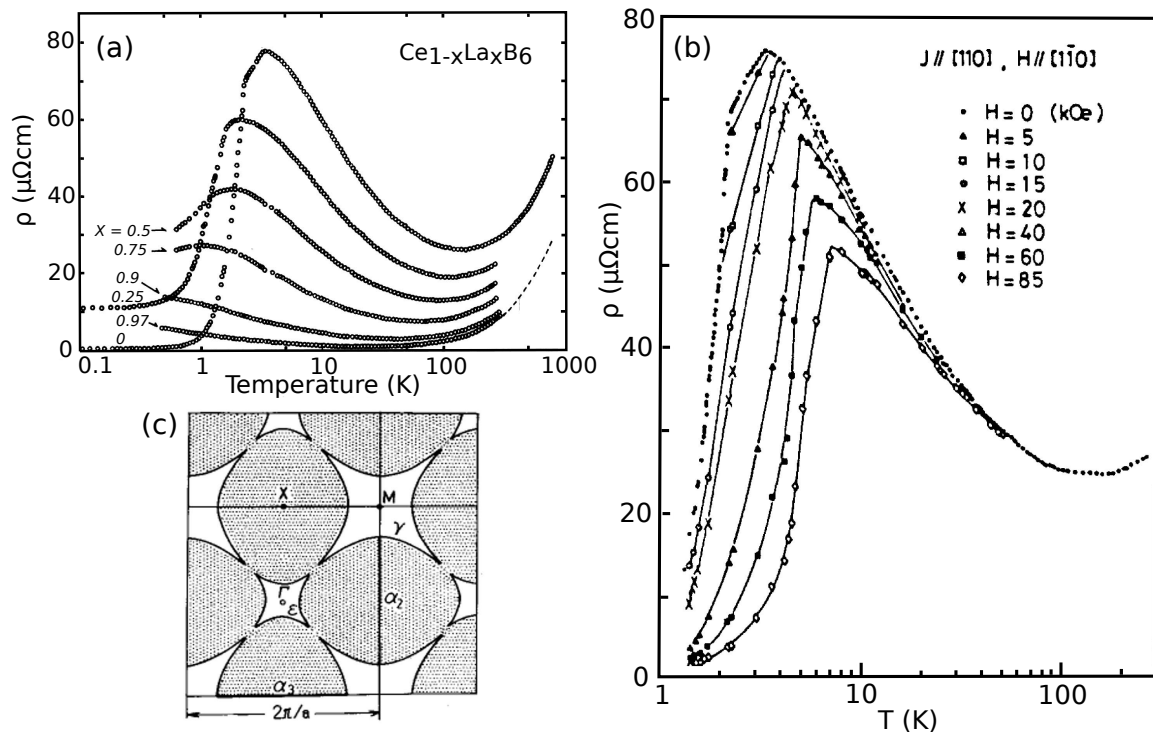 (a)
Ce1-xLaxB6
80
60
40
20
0
ρ (μΩcm)
X = 0.5
0.75
0.9
0.25
0.97
0
0.1
1
10
100
1000
Temperature (K)
(b)
J// [110] , H// [11̄0]
H = 0 (kOe)
H = 5
H = 10
H = 15
H = 20
H = 40
H = 60
H = 85
80
60
40
20
0
ρ (μΩcm)
1
10
100
T (K)
(c)
X
M
γ
Γ
ε
α2
α3
2π/a